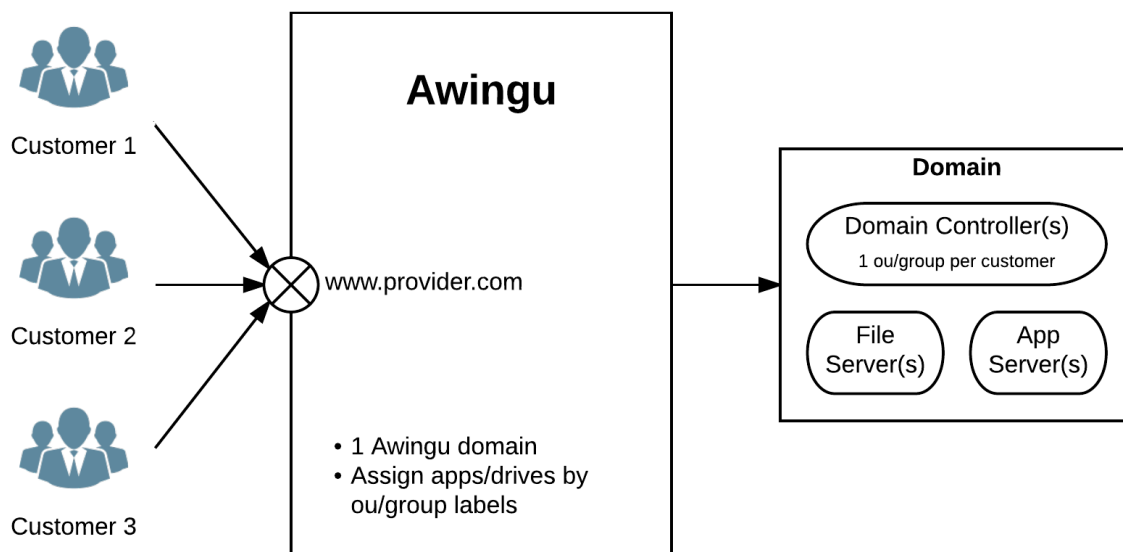 Customer 1
Customer 2
Customer 3
Awingu
www.provider.com
• 1 Awingu domain
• Assign apps/drives by
ou/group labels
Domain
Domain Controller(s)
1 ou/group per customer
File
Server(s)
App
Server(s)